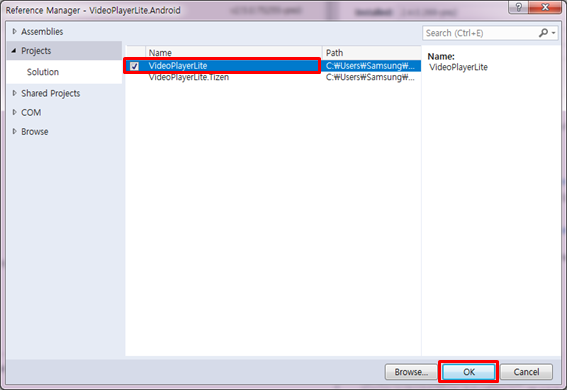 Reference Manager - VideoPlayerLite.Android
Assemblies
Projects
Solution
Shared Projects
COM
Browse
Search (Ctrl+E)
Name Path
VideoPlayerLite C:₩Users₩Samsung₩...
VideoPlayerLite.Tizen C:₩Users₩Samsung₩...
Name:
VideoPlayerLite
Browse...
OK
Cancel